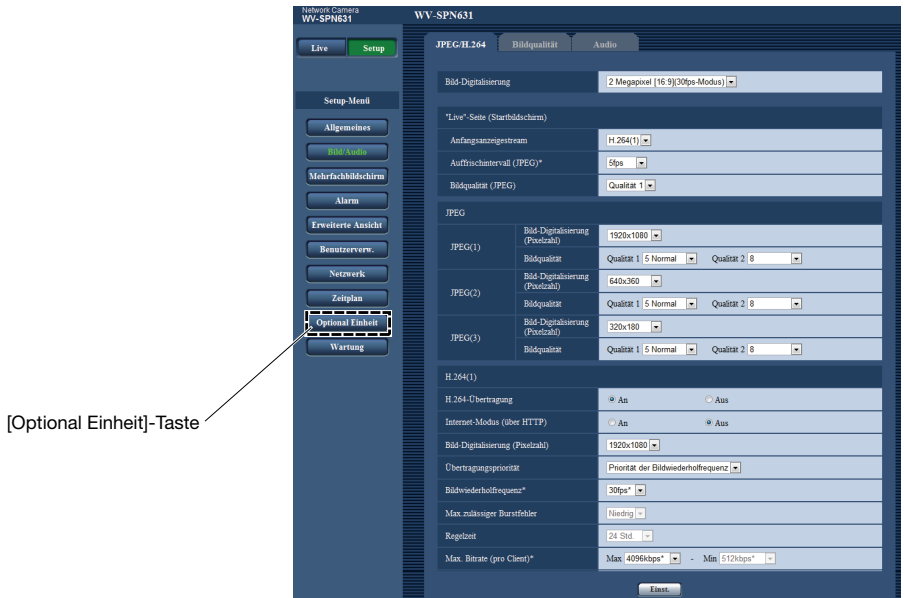 Network Camera
WV-SPN631
WV-SPN631
Live Setup
JPEG/H.264 Bildqualität Audio
Setup-Menü
Allgemeines
Bild/Audio
Mehrfachbildschirm
Alarm
Erweiterte Ansicht
Benutzerverw.
Netzwerk
Zeitplan
Optional Einheit
Wartung
[Optional Einheit]-Taste
Bild-Digitalisierung 2 Megapixel [16:9](30fps-Modus)
"Live"-Seite (Startbildschirm)
Anfangsanzeigestream H.264(1)
Auffrischintervall (JPEG)* 5fps
Bildqualität (JPEG) Qualität 1
JPEG
JPEG(1)
Bild-Digitalisierung
(Pixelzahl) 1920x1080
Bildqualität Qualität 1 5 Normal Qualität 2 8
JPEG(2)
Bild-Digitalisierung
(Pixelzahl) 640x360
Bildqualität Qualität 1 5 Normal Qualität 2 8
JPEG(3)
Bild-Digitalisierung
(Pixelzahl) 320x180
Bildqualität Qualität 1 5 Normal Qualität 2 8
H.264(1)
H.264-Übertragung An Aus
Internet-Modus (über HTTP) An Aus
Bild-Digitalisierung (Pixelzahl) 1920x1080
Übertragungspriorität Priorität der Bildwiederholfrequenz
Bildwiederholfrequenz* 30fps*
Max.zulässiger Burstfehler Niedrig
Regelzeit 24 Std.
Max. Bitrate (pro Client)* Max 4096kbps* - Min 512kbps*
Einst.